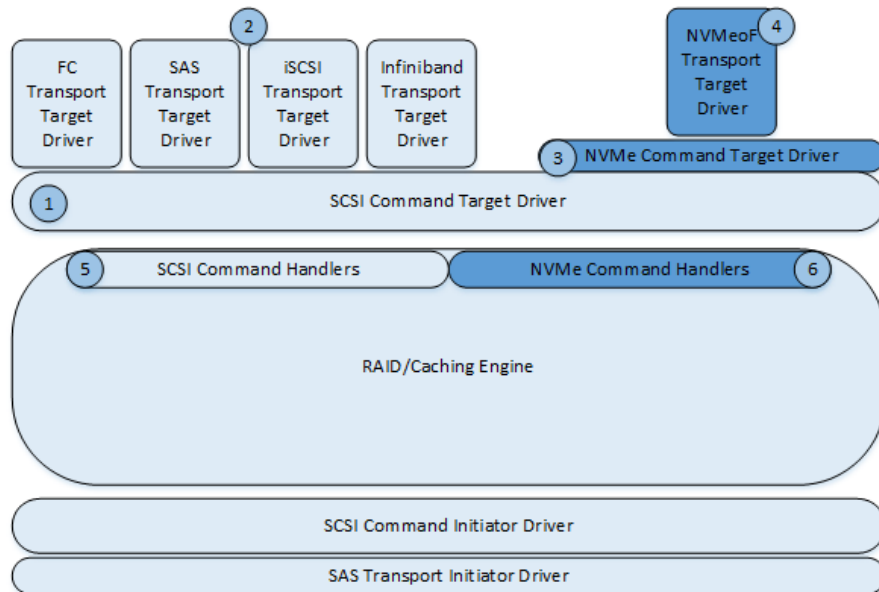 2
4
FC
Transport
Target
Driver
SAS
Transport
Target
Driver
iSCSI
Transport
Target
Driver
Infiniband
Transport
Target
Driver
NVMeoF
Transport
Target
Driver
3
NVMe Command Target Driver
1
SCSI Command Target Driver
5
SCSI Command Handlers
NVMe Command Handlers
6
RAID/Caching Engine
SCSI Command Initiator Driver
SAS Transport Initiator Driver